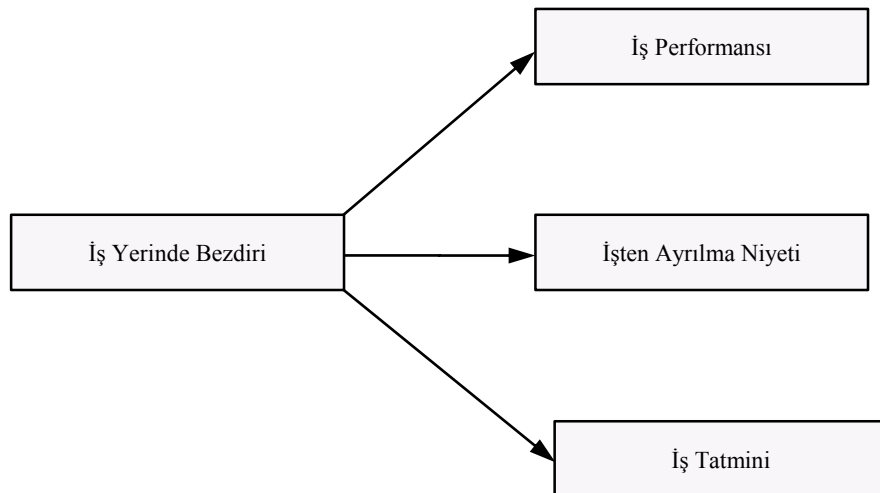 İş Performansı
İş Yerinde Bezdiri
İşten Ayrılma Niyeti
İş Tatmini